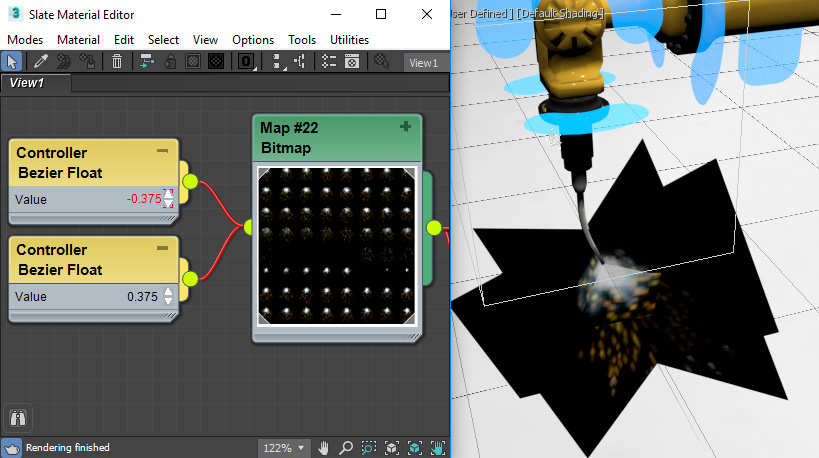 Slate Material Editor
Modes Material Edit Select View Options Tools Utilities
View1
View1
Controller
Bezier Float
Value -0.375
Controller
Bezier Float
Value 0.375
Map #22
Bitmap
Rendering finished
122%
User Defined ] [Default Shading ]